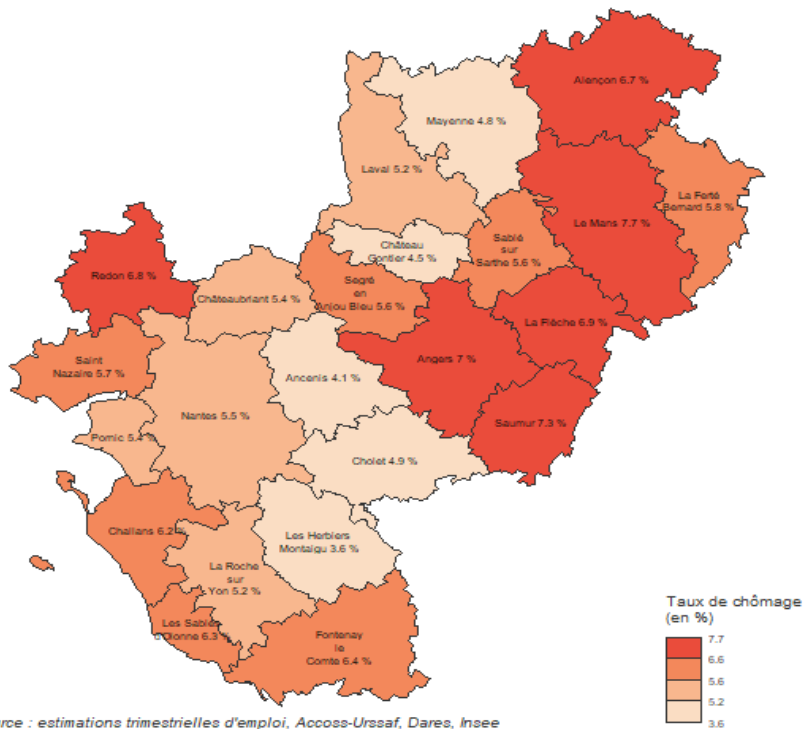 Alençon 6.7 %
Mayenne 4.8 %
Laval 5.2 %
La Ferté
Bernard 5.8 %
Le Mans 7.7 %
Château
Gontier 4.5 %
Sablé
sur
Sarthe 5.6 %
Redon 6.8 %
Segré
en
Anjou Bleu 5.6 %
Châteaubriant 5.4 %
La Flèche 6.9 %
Saint
Nazaire 5.7 %
Angers 7 %
Ancenis 4.1 %
Nantes 5.5 %
Saumur 7.3 %
Pornic 5.4
Cholet 4.9 %
Challans 6.2 %
Les Herbiers
Montaigu 3.6 %
La Roche
sur
Yon 5.2 %
Les Sables
d'Olonne 6.3 %
Fontenay
le
Comte 6.4 %
Taux de chômage
(en %)
7.7
6.6
5.6
5.2
3.6
rce : estimations trimestrielles d'emploi, Accoss-Urssaf, Dares, Insee